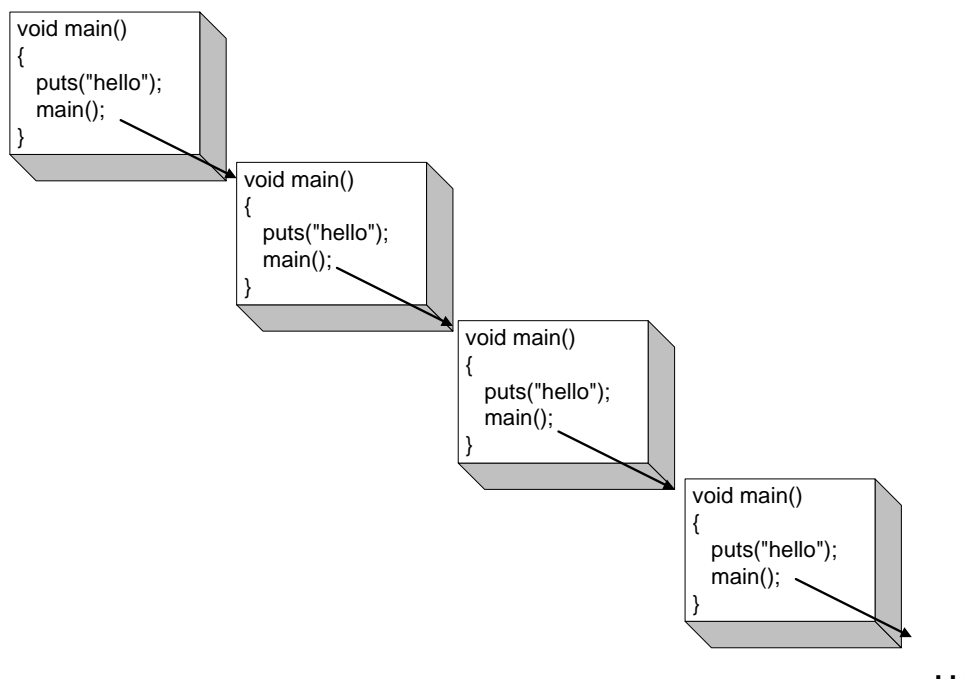 void main()
{
puts("hello");
main();
}
void main()
{
puts("hello");
main();
}
void main()
{
puts("hello");
main();
}
void main()
{
puts("hello");
main();
}